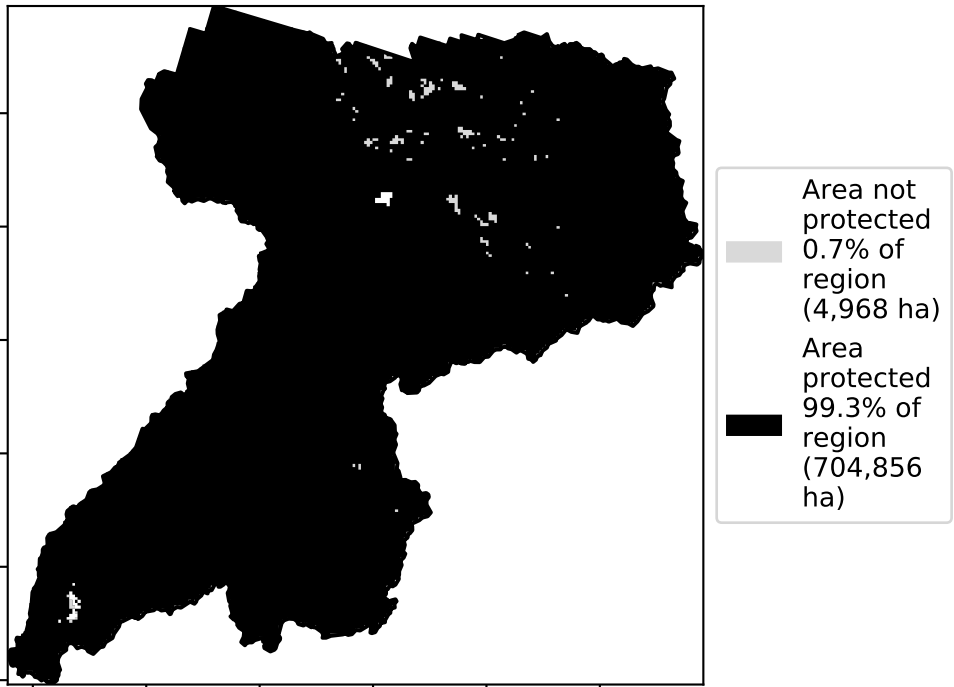 Area not
protected
0.7% of
region
(4,968 ha)
Area
protected
99.3% of
region
(704,856
ha)